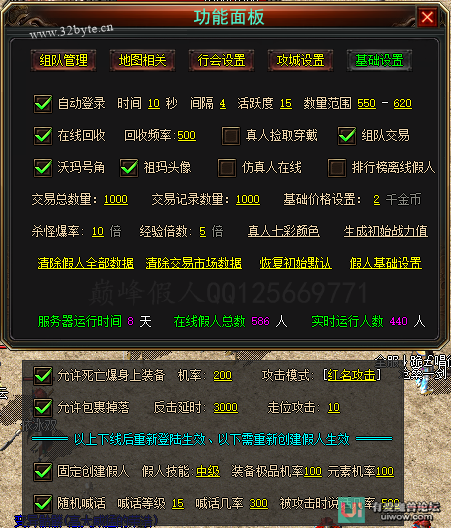 功能面板
www.32byte.cn
组队管理 地图相关 行会设置 攻城设置 基础设置
自动登录 时间 10 秒 间隔 4 活跃度 15 数量范围 550 - 620
在线回收 回收频率:500 真人捡取穿戴 组队交易
沃玛号角 祖玛头像 仿真人在线 排行榜离线假人
交易总数量: 1000 交易记录数量: 1000 基础价格设置: 2 千金币
杀怪爆率: 10 倍 经验倍数: 5 倍 真人七彩颜色 生成初始战力值
清除假人全部数据 清除交易市场数据 恢复初始默认 假人基础设置
巅峰假人QQ125669771
服务器运行时间 8 天 在线假人总数 586 人 实时运行人数 440 人
允许死亡爆身上装备 机率: 200 攻击模式: [红名攻击]
允许包裹掉落 反击延时: 3000 走位攻击: 10
以上下线后重新登陆生效、以下需重新创建假人生效
固定创建假人 假人技能: 中级 装备极品机率100 元素机率100
随机喊话 喊话等级 15 喊话几率 300 被攻击时说
uiwow.com